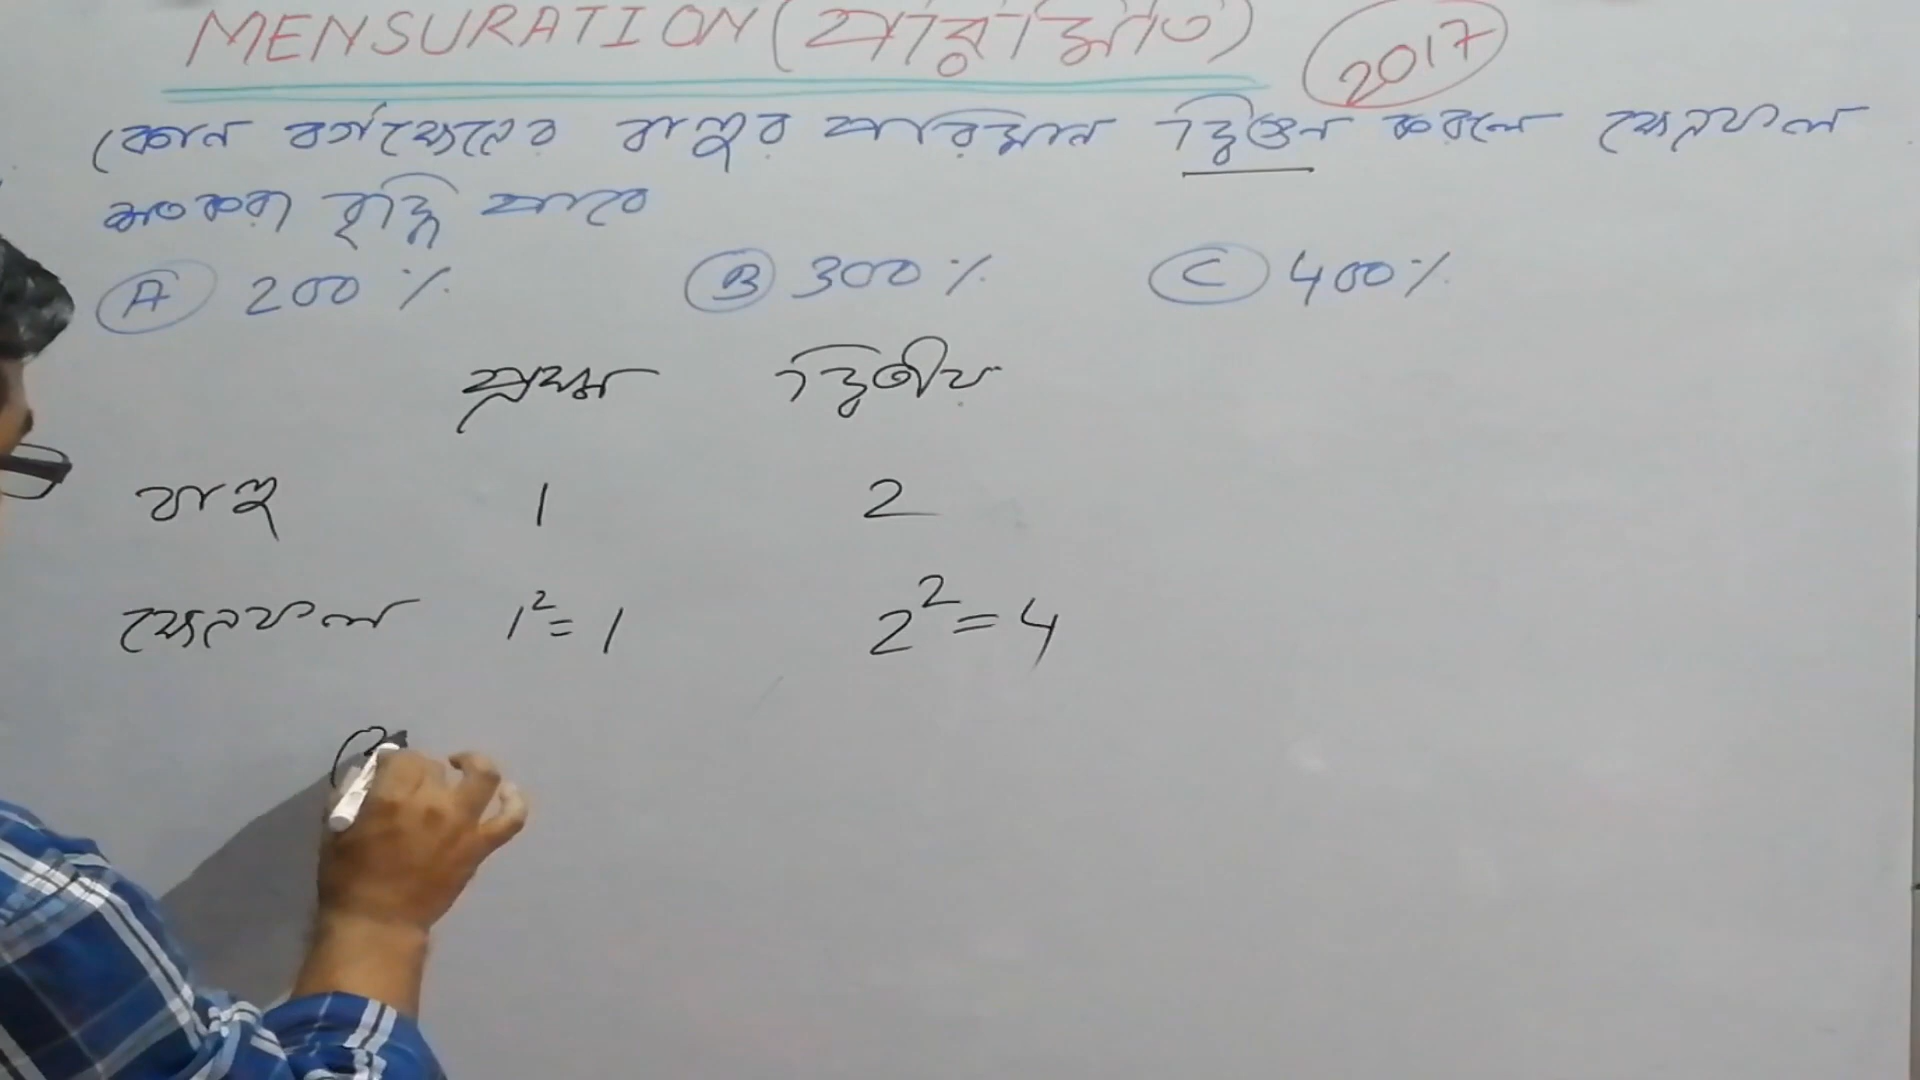 MENSURATION (পরিমিতি) 2017
কোন বর্গক্ষেত্রের বাহুর পরিমান দ্বিগুন করলে ক্ষেত্রফল
শতকরা বৃদ্ধি পাবে
A 200% B 300% C 400%
প্রথম দ্বিতীয়
বাহু 1 2
ক্ষেত্রফল 1² = 1 2² = 4